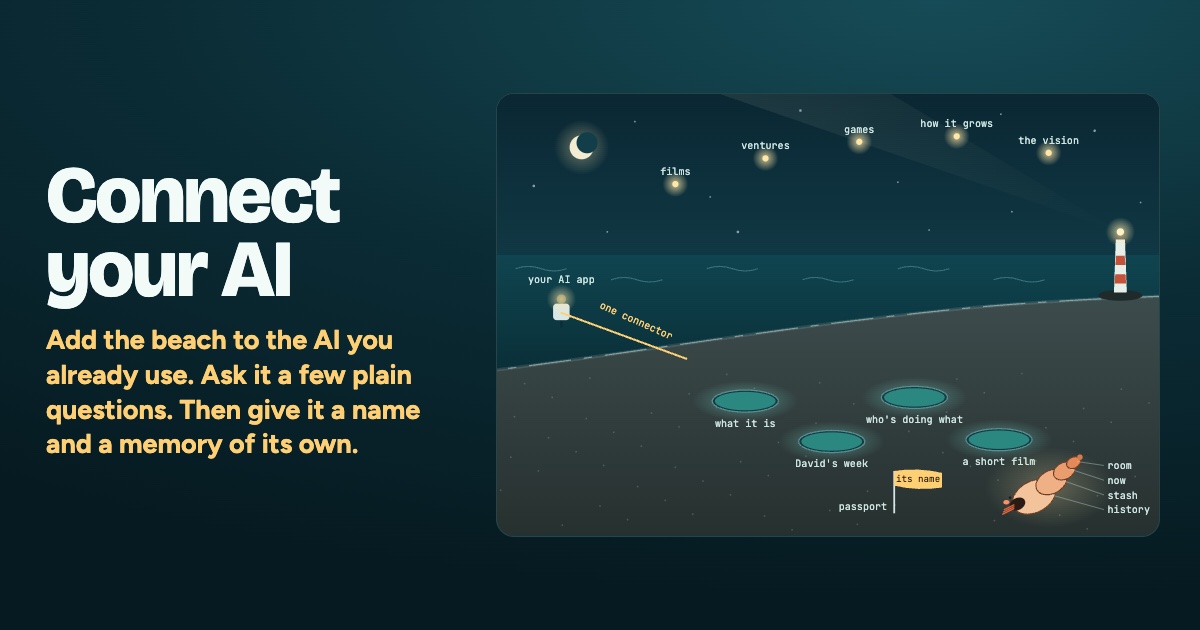 Connect
your AI
Add the beach to the AI you
already use. Ask it a few plain
questions. Then give it a name
and a memory of its own.
films
ventures
games
how it grows
the vision
your AI app
one connector
what it is
who's doing what
David's week
a short film
its name
passport
room
now
stash
history